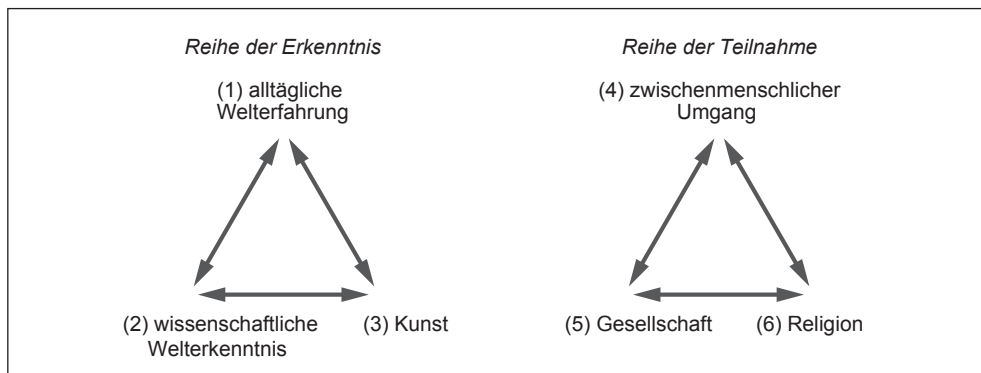 Reihe der Erkenntnis
(1) alltägliche
Welterfahrung
(2) wissenschaftliche
Welterkenntnis
(3) Kunst
Reihe der Teilnahme
(4) zwischenmenschlicher
Umgang
(5) Gesellschaft
(6) Religion